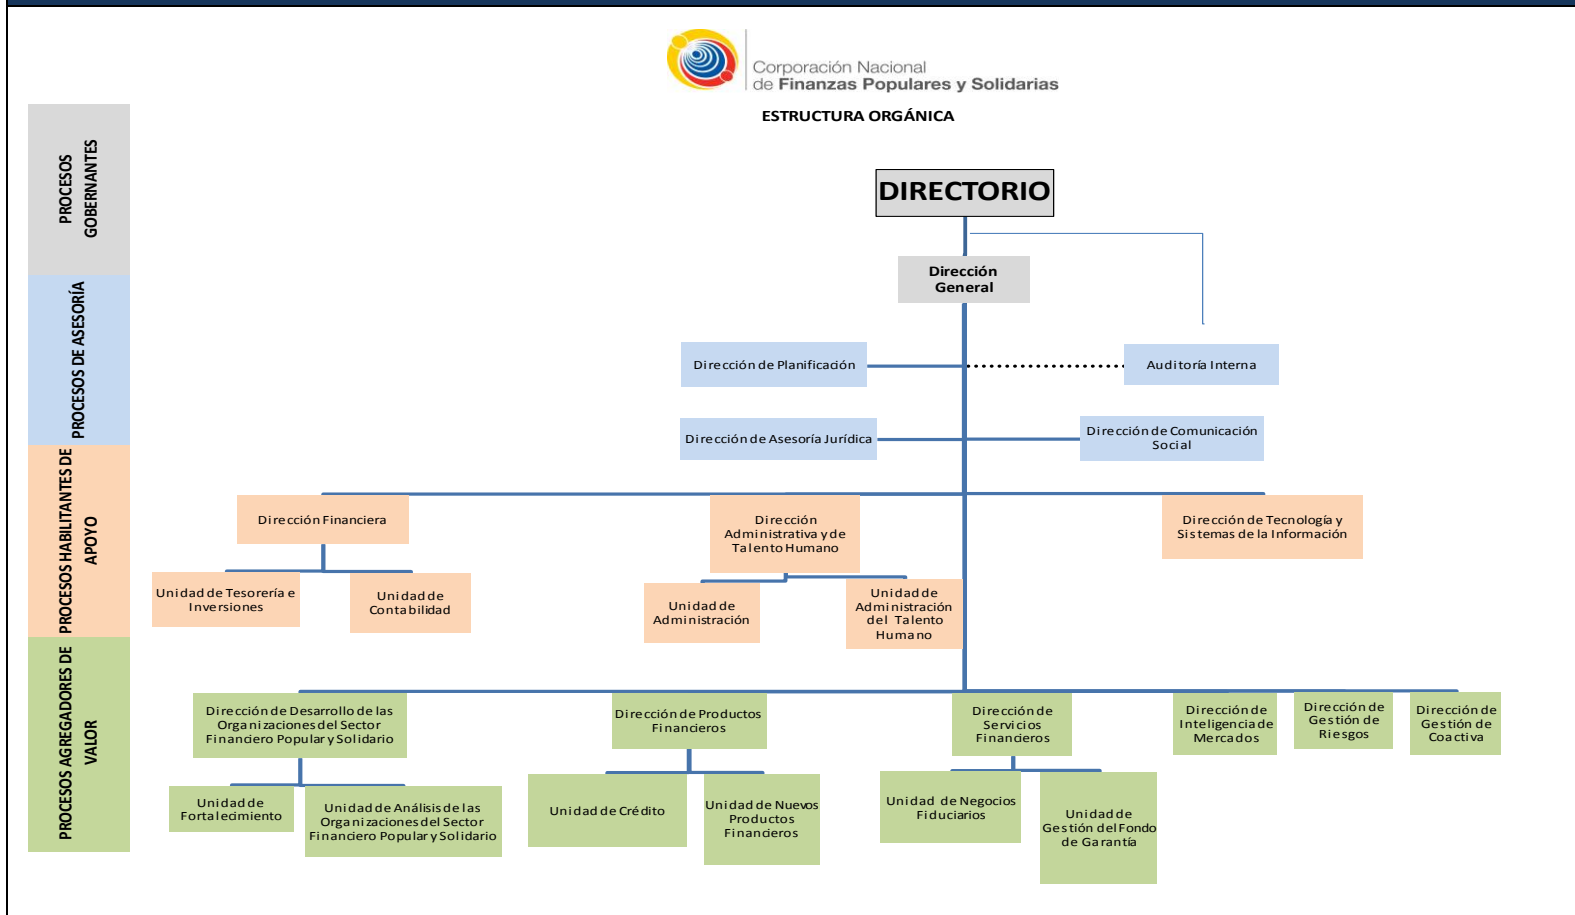 Corporación Nacional
de Finanzas Populares y Solidarias
ESTRUCTURA ORGÁNICA
PROCESOS
GOBERNANTES
DIRECTORIO
Dirección
General
PROCESOS DE ASESORÍA
Dirección de Planificación
Auditoría Interna
Dirección de Asesoría Jurídica
Dirección de Comunicación
Social
PROCESOS HABILITANTES DE
APOYO
Dirección Financiera
Dirección
Administrativa y de
Talento Humano
Dirección de Tecnología y
Sistemas de la Información
Unidad de Tesorería e
Inversiones
Unidad de
Contabilidad
Unidad de
Administración
Unidad de
Administración
del Talento
Humano
PROCESOS AGREGADORES DE
VALOR
Dirección de Desarrollo de las
Organizaciones del Sector
Financiero Popular y Solidario
Dirección de Productos
Financieros
Dirección de
Servicios
Financieros
Dirección de
Inteligencia de
Mercados
Dirección de
Gestión de
Riesgos
Dirección de
Gestión de
Coactiva
Unidad de
Fortalecimiento
Unidad de Análisis de las
Organizaciones del Sector
Financiero Popular y Solidario
Unidad de Crédito
Unidad de Nuevos
Productos
Financieros
Unidad de Negocios
Fiduciarios
Unidad de
Gestión del Fondo
de Garantía